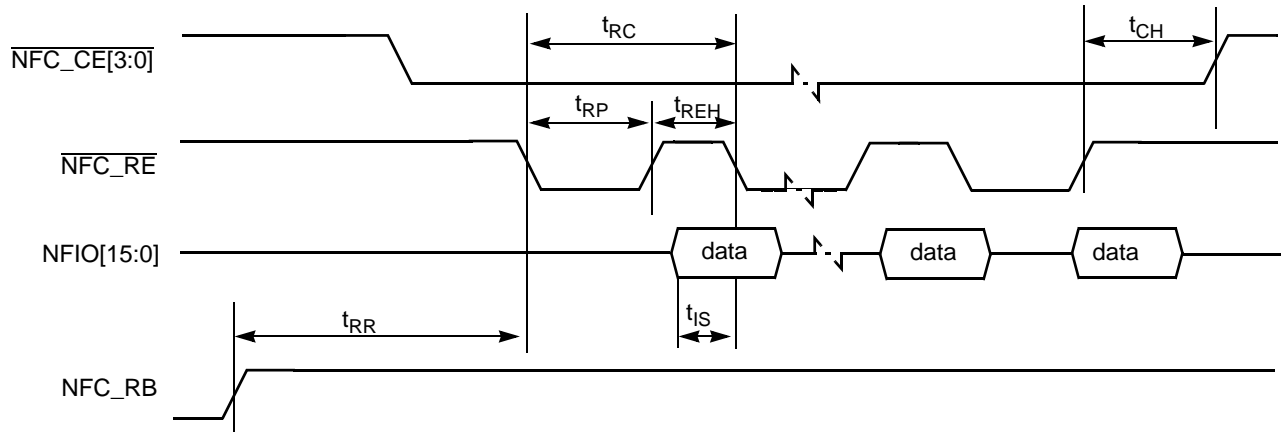 tRC
tCH
NFC_CE[3:0]
tRP
tREH
NFC_RE
NFIO[15:0]
data
data
data
tIS
tRR
NFC_RB